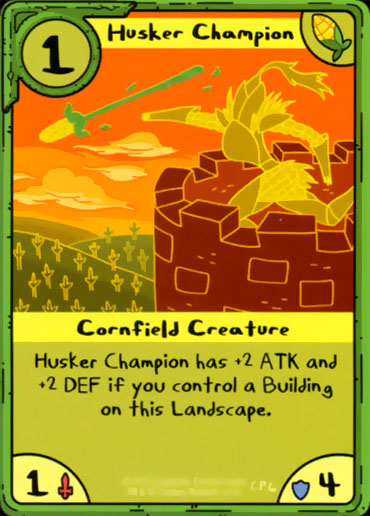 1
Husker Champion
Cornfield Creature
Husker Champion has +2 ATK and
+2 DEF if you control a Building
on this Landscape.
1
CPG
4